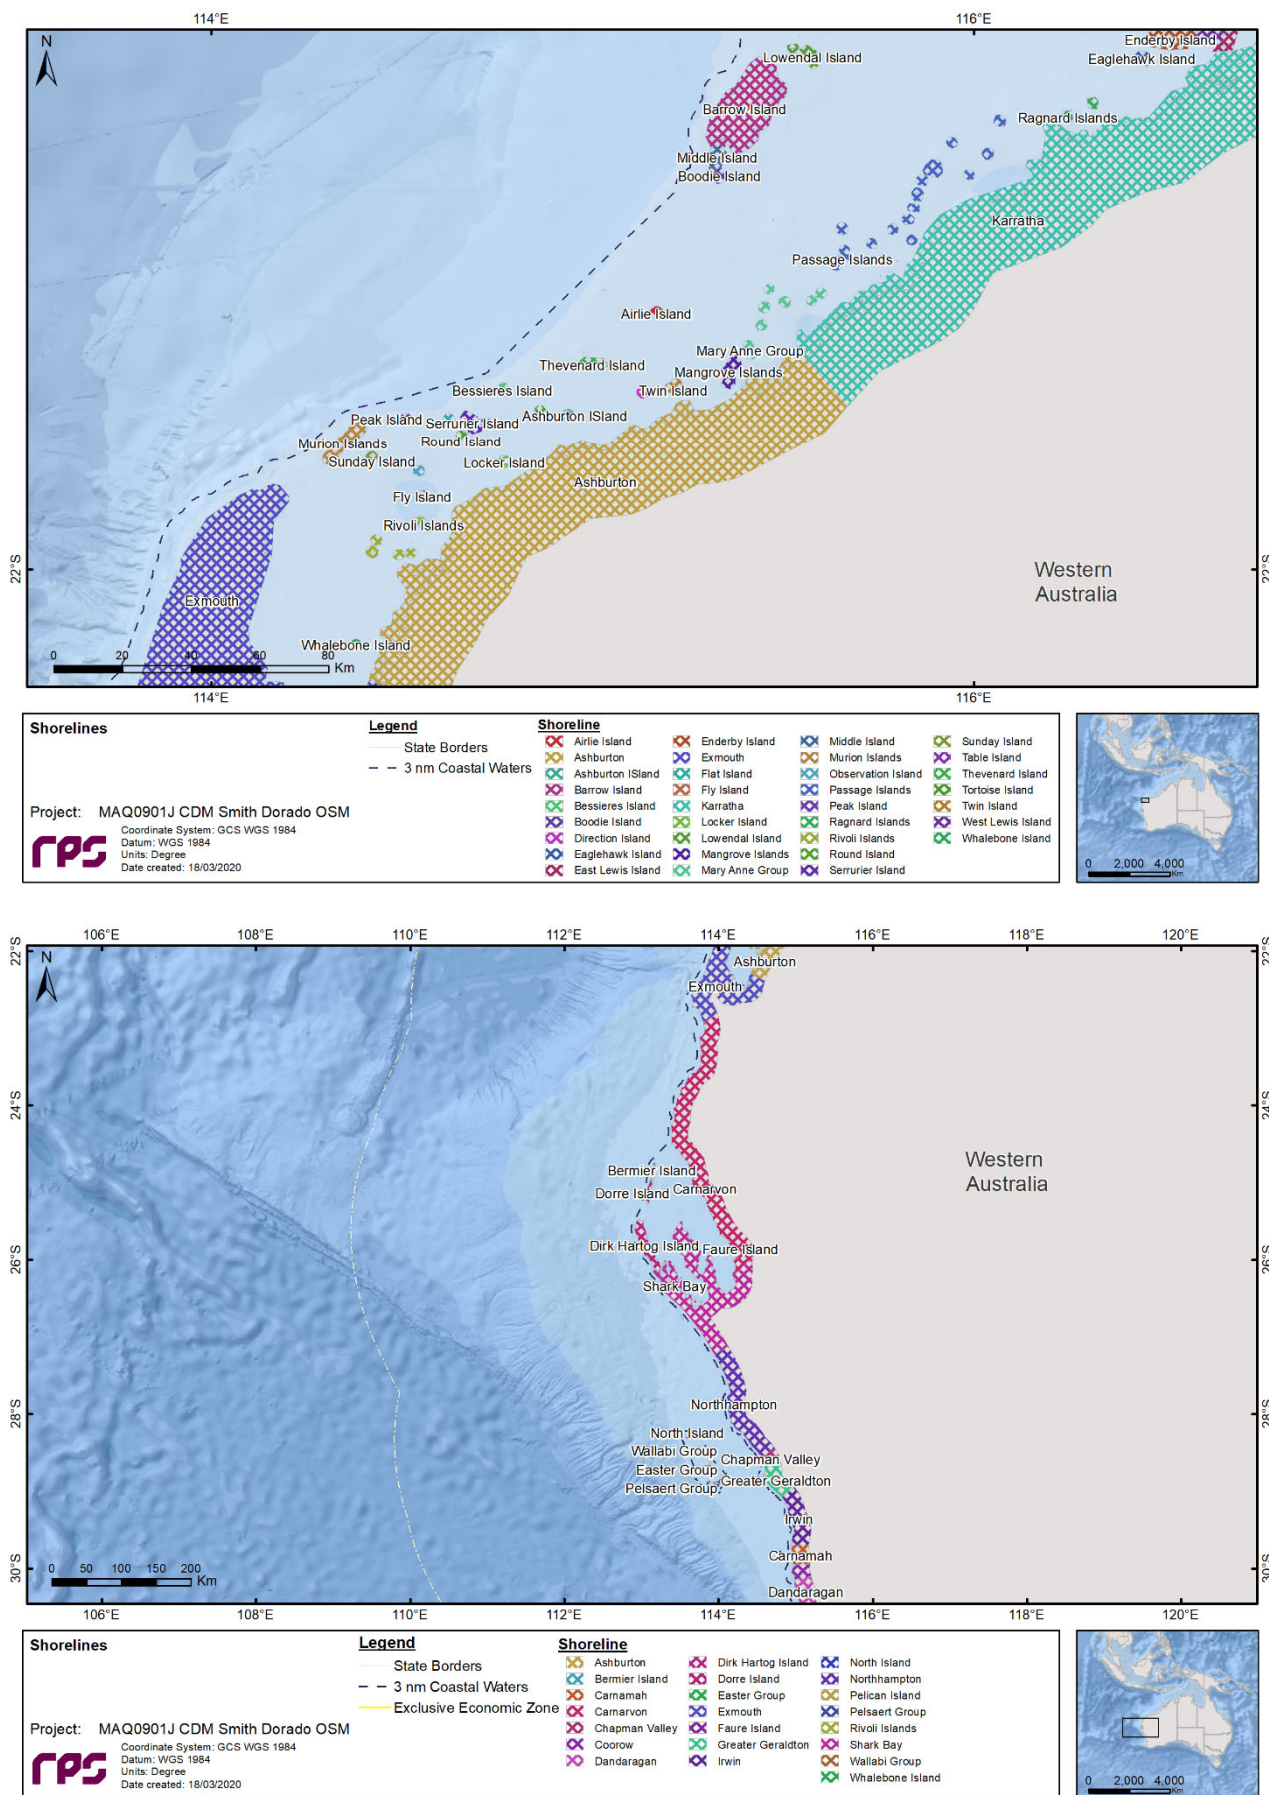 114°E
116°E
N
Enderby Island
Eaglehawk Island
Lowendal Island
Barrow Island
Ragnard Islands
Middle Island
Boodie Island
Karratha
Passage Islands
Airlie Island
Mary Anne Group
Thevenard Island
Mangrove Islands
Bessieres Island
Twin Island
Peak Island
Serrurier Island
Ashburton ISland
Murion Islands
Round Island
Sunday Island
Locker Island
Ashburton
Fly Island
Rivoli Islands
22°S
22°S
Western
Australia
Exmouth
Whalebone Island
0 20 40 60 80
Km
114°E
116°E
Shorelines
Project: MAQ0901J CDM Smith Dorado OSM
rps
Coordinate System: GCS WGS 1984
Datum: WGS 1984
Units: Degree
Date created: 18/03/2020
Legend
State Borders
3 nm Coastal Waters
Shoreline
Airlie Island
Ashburton
Ashburton ISland
Barrow Island
Bessieres Island
Boodie Island
Direction Island
Eaglehawk Island
East Lewis Island
Enderby Island
Exmouth
Flat Island
Fly Island
Karratha
Locker Island
Lowendal Island
Mangrove Islands
Mary Anne Group
Middle Island
Murion Islands
Observation Island
Passage Islands
Peak Island
Ragnard Islands
Rivoli Islands
Round Island
Serrurier Island
Sunday Island
Table Island
Thevenard Island
Tortoise Island
Twin Island
West Lewis Island
Whalebone Island
0 2,000 4,000
Km
106°E 108°E 110°E 112°E 114°E 116°E 118°E 120°E
22°S
22°S
N
Ashburton
Exmouth
24°S
24°S
Western
Australia
Bermier Island
Dorre Island
Carnarvon
Dirk Hartog Island
Faure Island
26°S
26°S
Shark Bay
Northhampton
28°S
28°S
North Island
Wallabi Group
Chapman Valley
Easter Group
Greater Geraldton
Pelsaert Group
Irwin
Carnamah
30°S
30°S
Dandaragan
0 50 100 150 200
Km
106°E 108°E 110°E 112°E 114°E 116°E 118°E 120°E
Shorelines
Project: MAQ0901J CDM Smith Dorado OSM
rps
Coordinate System: GCS WGS 1984
Datum: WGS 1984
Units: Degree
Date created: 18/03/2020
Legend
State Borders
3 nm Coastal Waters
Exclusive Economic Zone
Shoreline
Ashburton
Bermier Island
Carnamah
Carnarvon
Chapman Valley
Coorow
Dandaragan
Dirk Hartog Island
Dorre Island
Easter Group
Exmouth
Faure Island
Greater Geraldton
Irwin
North Island
Northhampton
Pelican Island
Pelsaert Group
Rivoli Islands
Shark Bay
Wallabi Group
Whalebone Island
0 2,000 4,000
Km